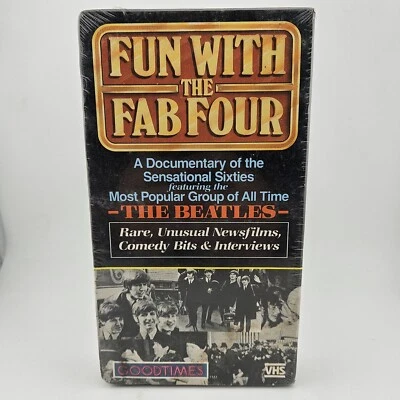 FUN WITH
THE
FAB FOUR
A Documentary of the
Sensational Sixties
featuring the
Most Popular Group of All Time
-THE BEATLES-
Rare, Unusual Newsfilms,
Comedy Bits & Interviews
GOODTIMES
VHS